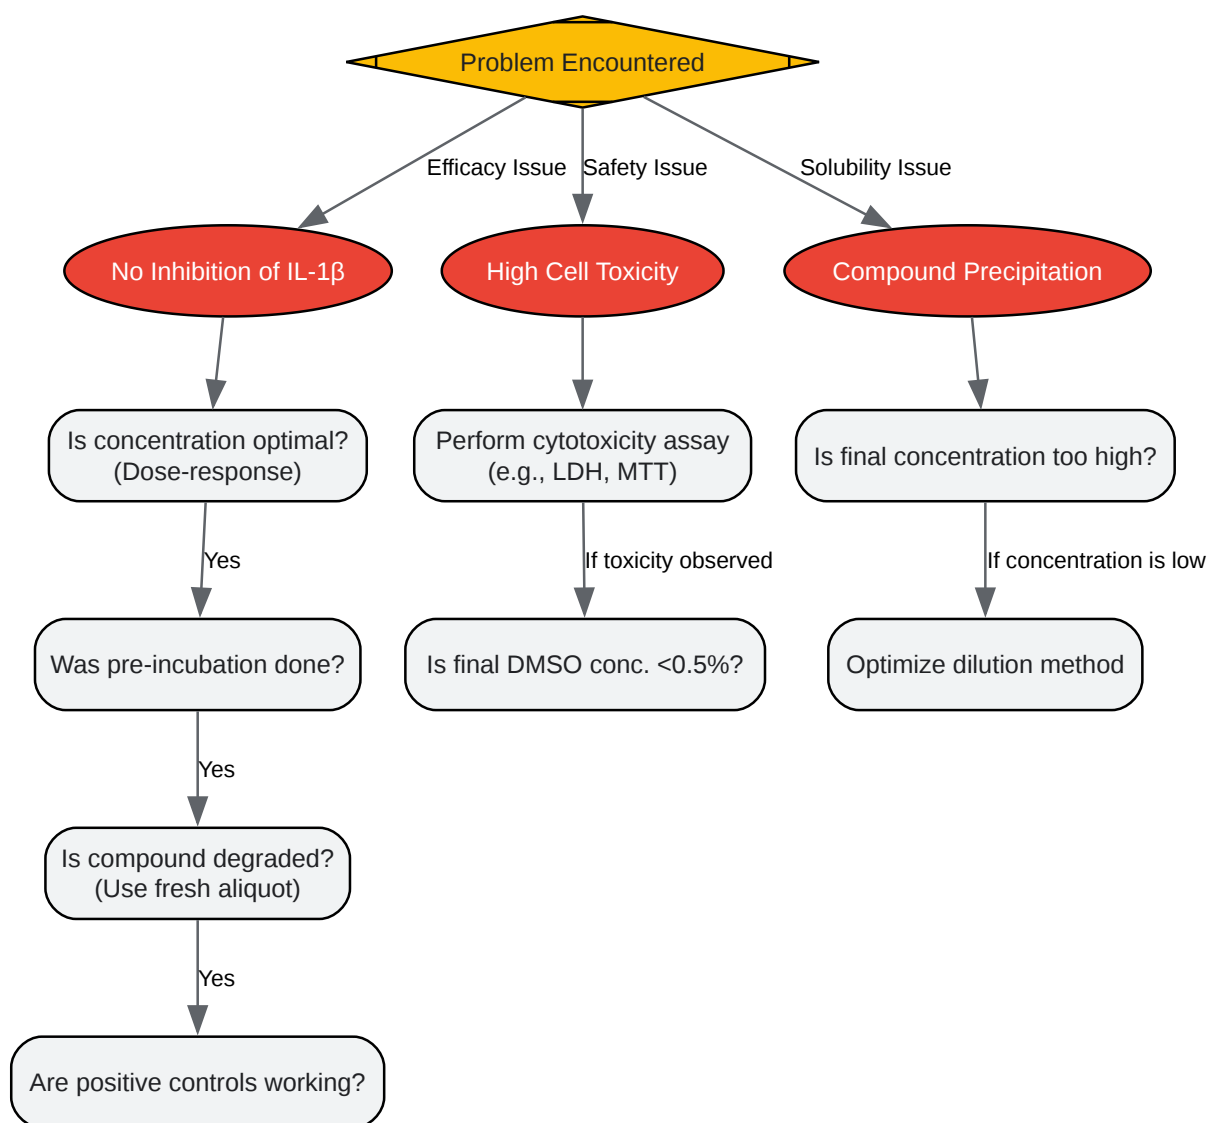 Problem Encountered
Efficacy Issue
Safety Issue
Solubility Issue
No Inhibition of IL-1β
High Cell Toxicity
Compound Precipitation
Is concentration optimal?
(Dose-response)
Perform cytotoxicity assay
(e.g., LDH, MTT)
Is final concentration too high?
Yes
If toxicity observed
If concentration is low
Was pre-incubation done?
Is final DMSO conc. <0.5%?
Optimize dilution method
Yes
Is compound degraded?
(Use fresh aliquot)
Yes
Are positive controls working?